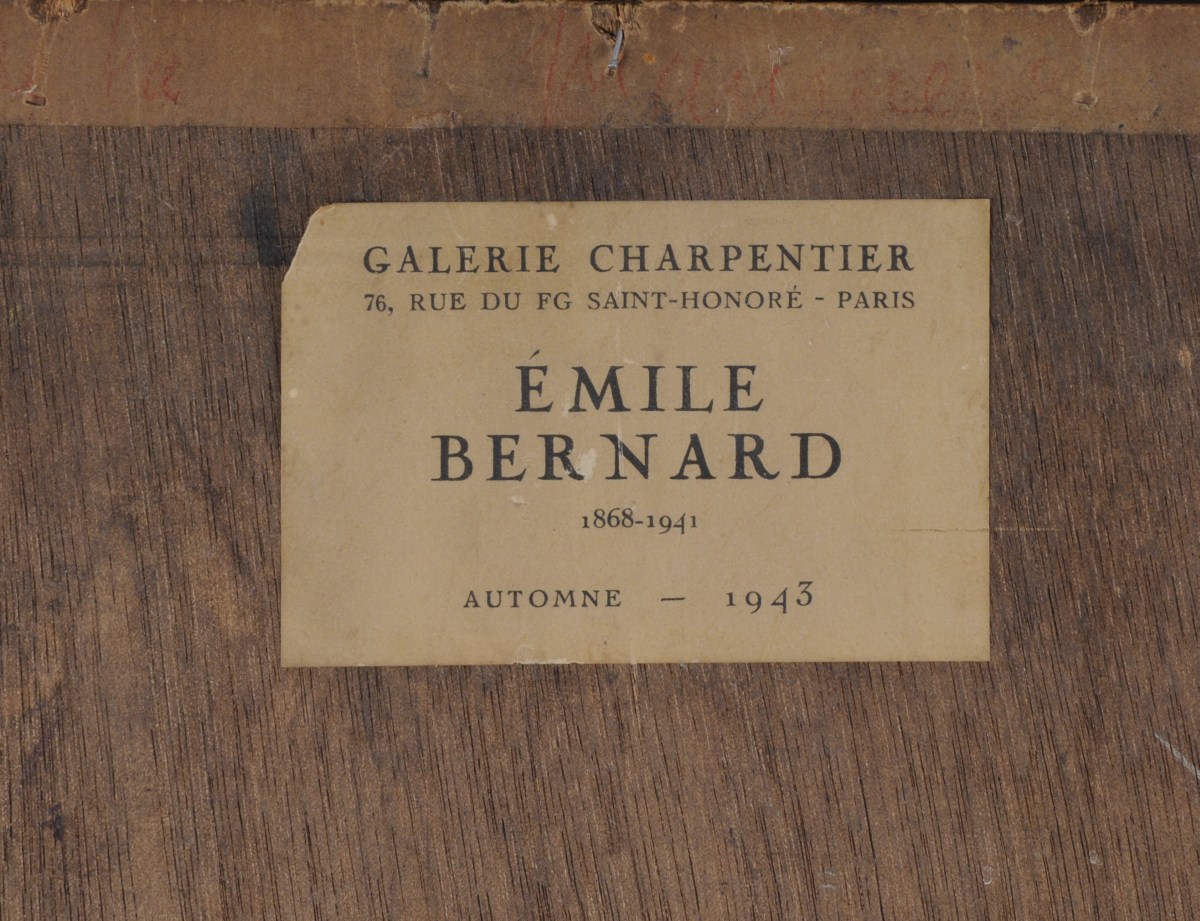 GALERIE CHARPENTIER
76, RUE DU FG SAINT-HONORÉ - PARIS
ÉMILE
BERNARD
1868-1941
AUTOMNE — 1943